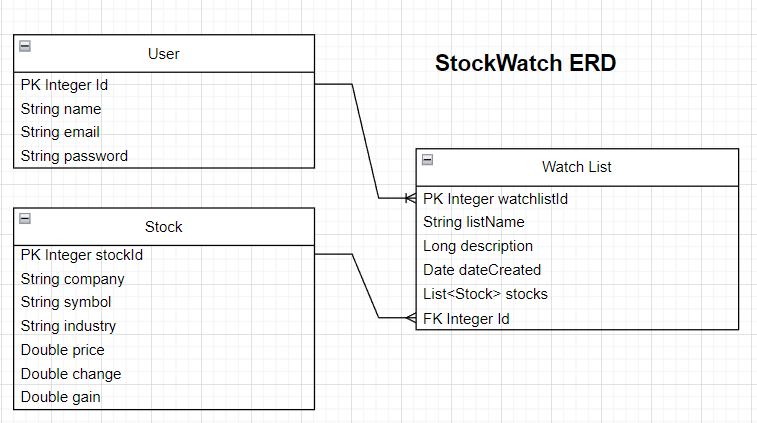 User
PK Integer Id
String name
String email
String password
StockWatch ERD
Stock
PK Integer stockId
String company
String symbol
String industry
Double price
Double change
Double gain
Watch List
PK Integer watchlistId
String listName
Long description
Date dateCreated
List<Stock> stocks
FK Integer Id